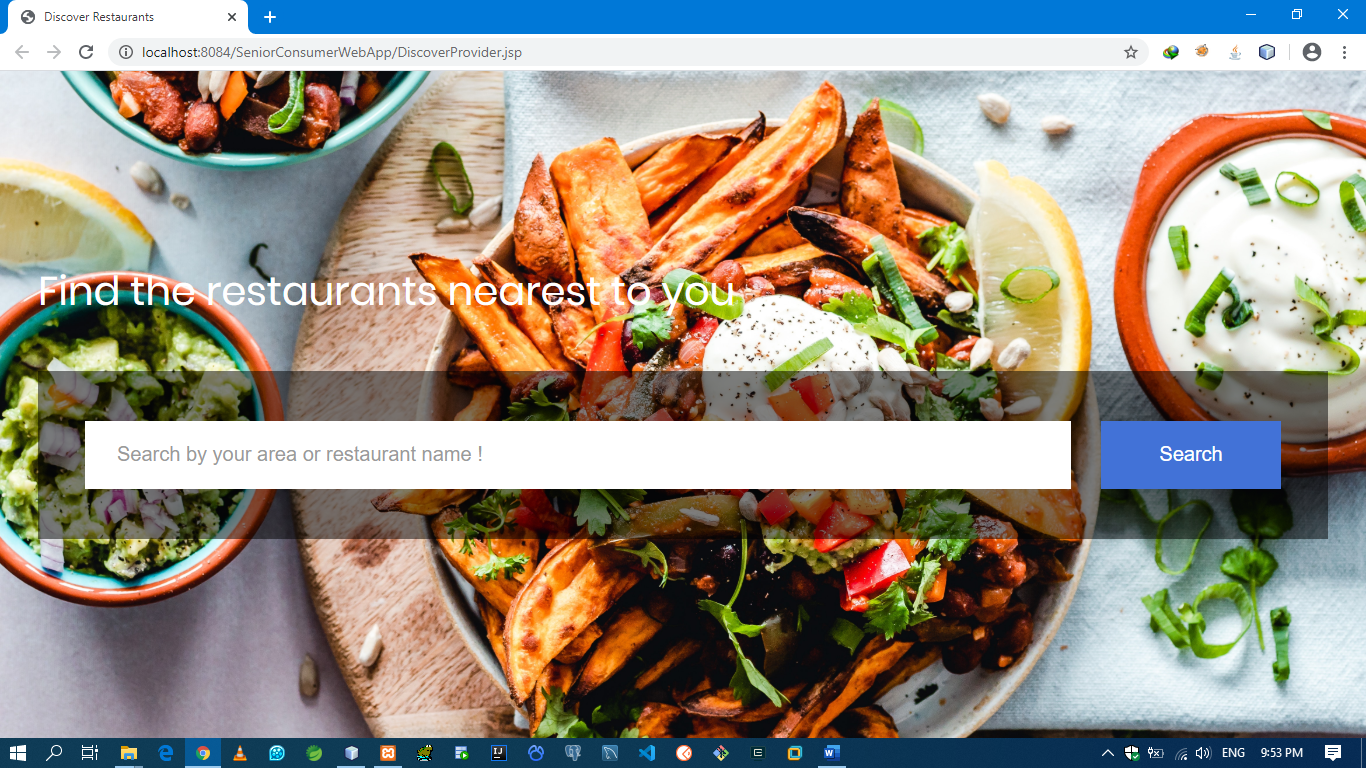 Discover Restaurants
localhost:8084/SeniorConsumerWebApp/DiscoverProvider.jsp
Find the restaurants nearest to you.
Search by your area or restaurant name !
Search
ENG
9:53 PM